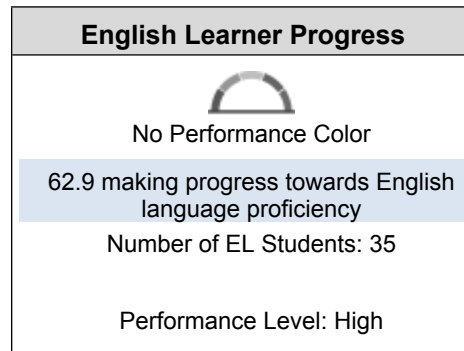 English Learner Progress
No Performance Color
62.9 making progress towards English
language proficiency
Number of EL Students: 35
Performance Level: High